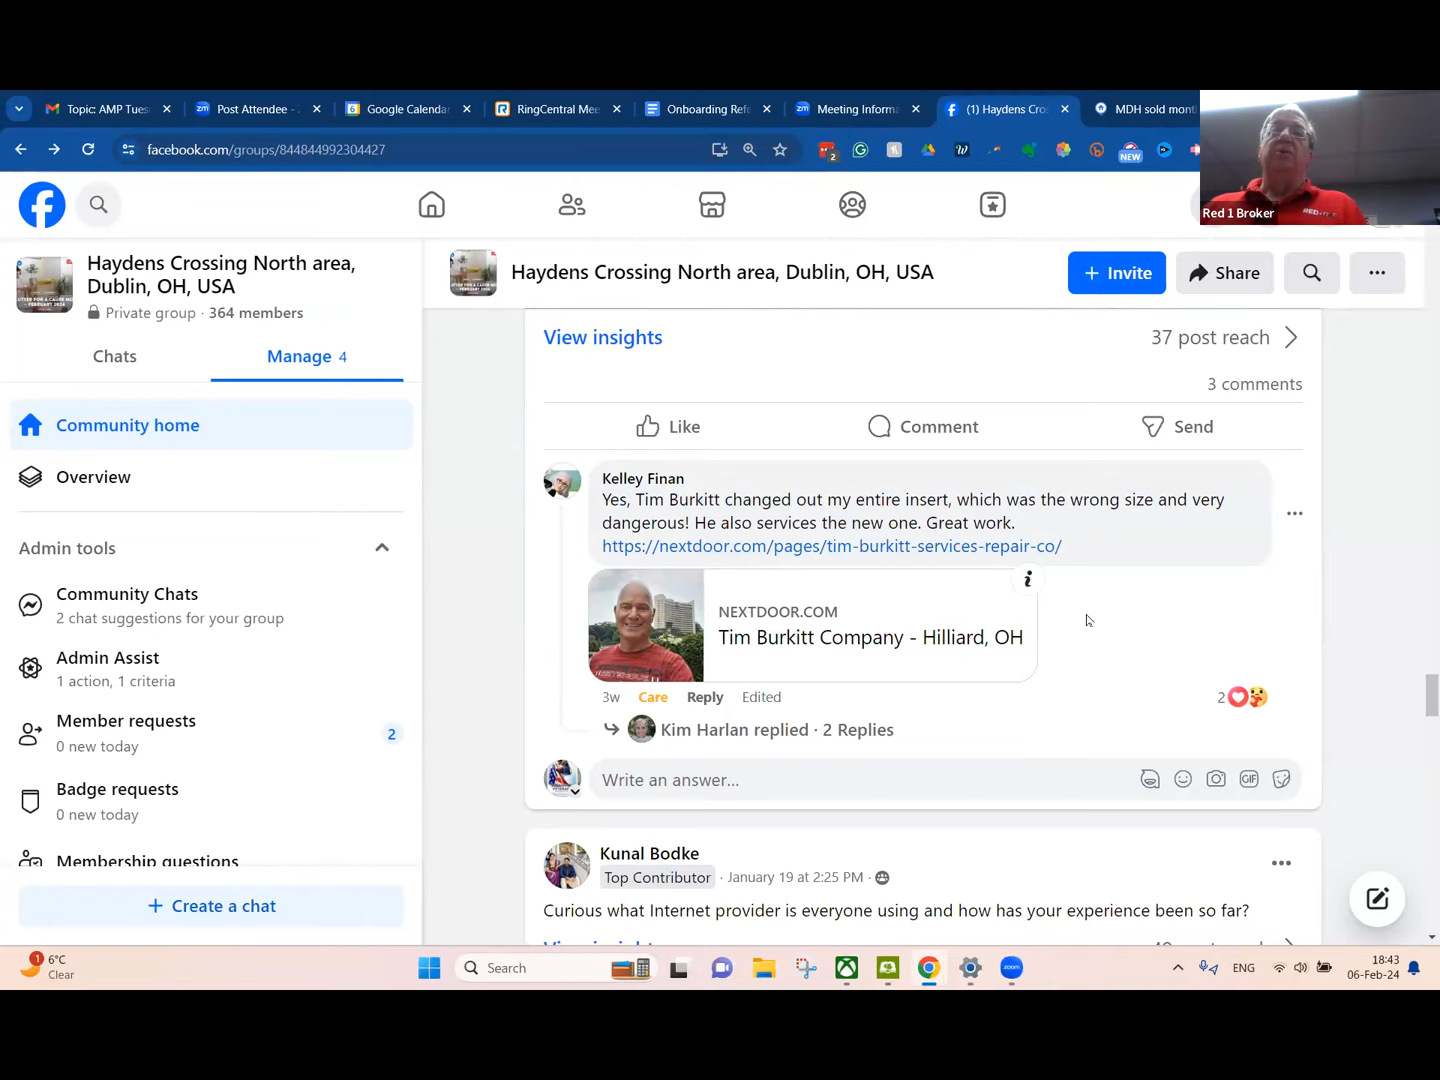 Topic: AMP Tues
Post Attendee -
Google Calenda
RingCentral Mee
Onboarding Refe
Meeting Informa
(1) Haydens Cro
MDH sold mont
facebook.com/groups/844844992304427
2
NEW
Red 1 Broker
Haydens Crossing North area,
Dublin, OH, USA
Private group · 364 members
Chats
Manage 4
Community home
Overview
Admin tools
Community Chats
2 chat suggestions for your group
Admin Assist
1 action, 1 criteria
Member requests
0 new today
2
Badge requests
0 new today
Membership questions
+ Create a chat
Haydens Crossing North area, Dublin, OH, USA
+ Invite
Share
View insights
37 post reach
3 comments
Like
Comment
Send
Kelley Finan
Yes, Tim Burkitt changed out my entire insert, which was the wrong size and very
dangerous! He also services the new one. Great work.
https://nextdoor.com/pages/tim-burkitt-services-repair-co/
NEXTDOOR.COM
Tim Burkitt Company - Hilliard, OH
3w Care Reply Edited
2
Kim Harlan replied · 2 Replies
Write an answer...
GIF
Kunal Bodke
Top Contributor · January 19 at 2:25 PM ·
Curious what Internet provider is everyone using and how has your experience been so far?
1
6°C
Clear
Search
zoom
ENG
18:43
06-Feb-24